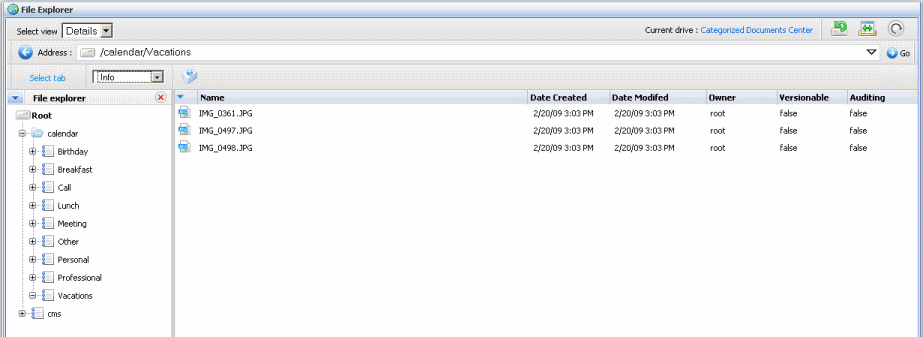 File Explorer
Select view Details Current drive : Categorized Documents Center
Address : /calendar/Vacations Go
Select tab Info
File explorer Name Date Created Date Modifed Owner Versionable Auditing
Root IMG_0361.JPG 2/20/09 3:03 PM 2/20/09 3:03 PM root false false
calendar IMG_0497.JPG 2/20/09 3:03 PM 2/20/09 3:03 PM root false false
Birthday IMG_0498.JPG 2/20/09 3:03 PM 2/20/09 3:03 PM root false false
Breakfast
Call
Lunch
Meeting
Other
Personal
Professional
Vacations
cms